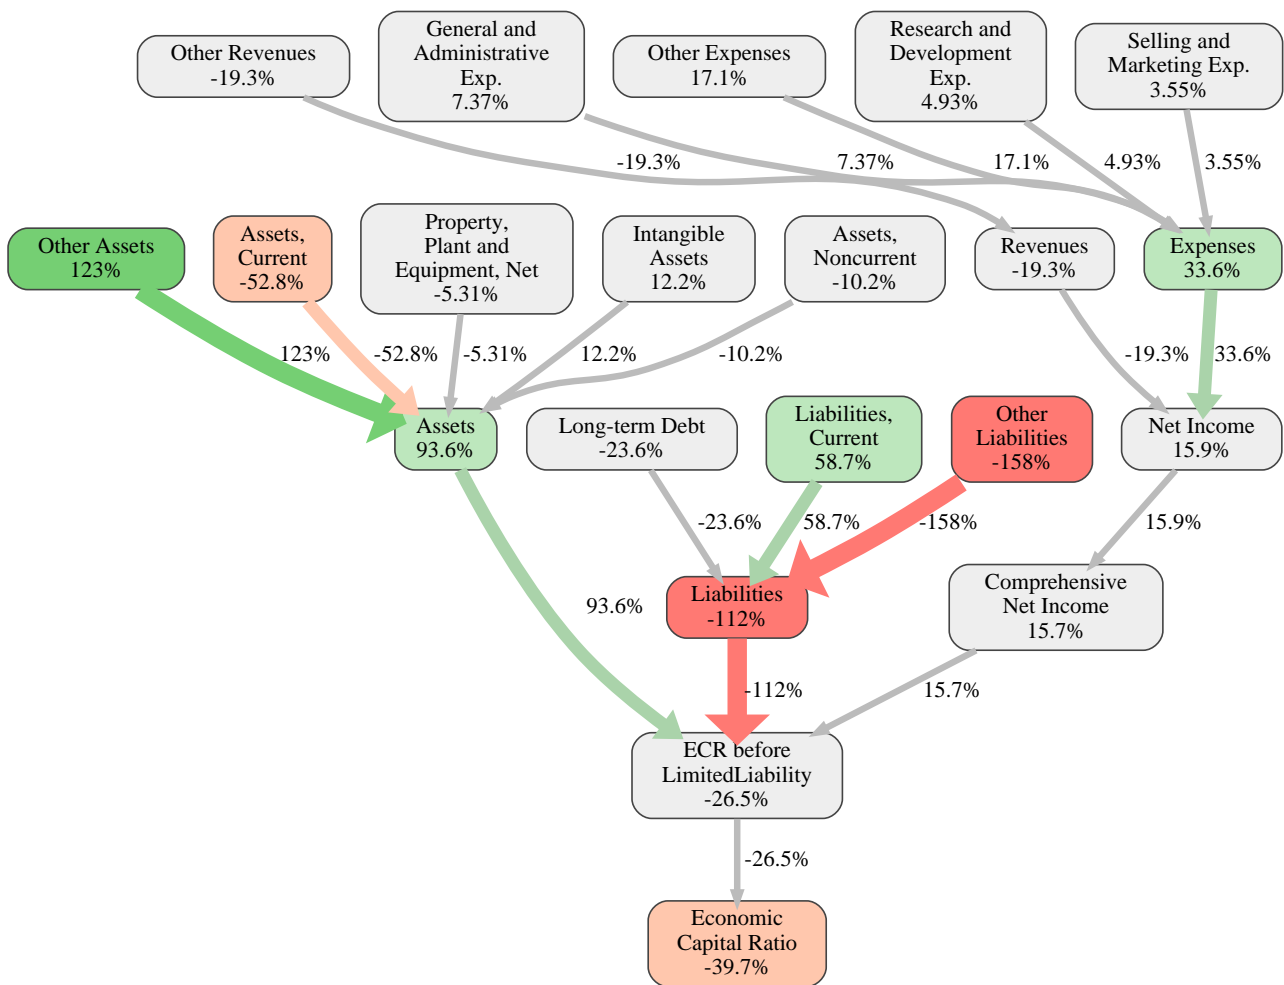 Other Revenues
-19.3%
General and
Administrative
Exp.
7.37%
Other Expenses
17.1%
Research and
Development
Exp.
4.93%
Selling and
Marketing Exp.
3.55%
-19.3%
7.37%
17.1%
4.93%
3.55%
Other Assets
123%
Assets,
Current
-52.8%
Property,
Plant and
Equipment, Net
-5.31%
Intangible
Assets
12.2%
Assets,
Noncurrent
-10.2%
Revenues
-19.3%
Expenses
33.6%
123%
-52.8%
-5.31%
12.2%
-10.2%
-19.3%
33.6%
Assets
93.6%
Long-term Debt
-23.6%
Liabilities,
Current
58.7%
Other
Liabilities
-158%
Net Income
15.9%
-23.6%
58.7%
-158%
15.9%
93.6%
Liabilities
-112%
Comprehensive
Net Income
15.7%
-112%
15.7%
ECR before
LimitedLiability
-26.5%
-26.5%
Economic
Capital Ratio
-39.7%